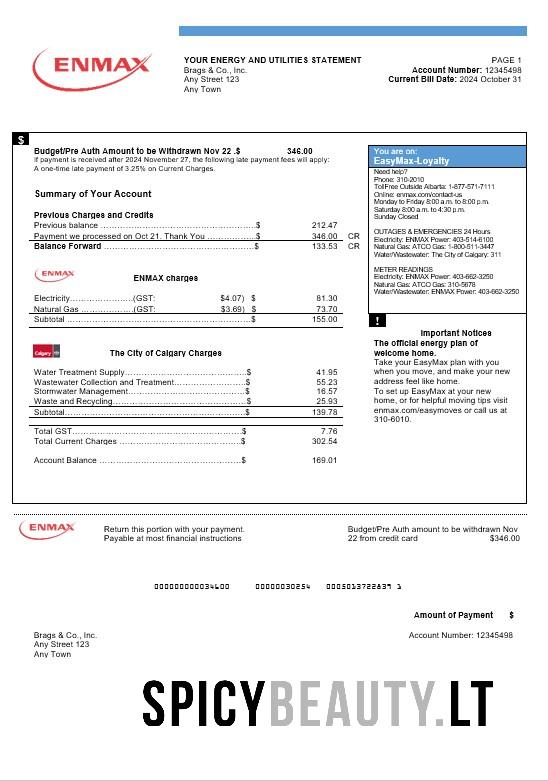 ENMAX
YOUR ENERGY AND UTILITIES STATEMENT PAGE 1
Brags & Co., Inc. Account Number: 12345498
Any Street 123 Current Bill Date: 2024 October 31
Any Town
$
Budget/Pre Auth Amount to be Withdrawn Nov 22 .$ 346.00
If payment is received after 2024 November 27, the following late payment fees will apply:
A one-time late payment of 3.25% on Current Charges.
Summary of Your Account
Previous Charges and Credits
Previous balance ..............................................$ 212.47
Payment we processed on Oct 21. Thank You ................$ 346.00 CR
Balance Forward ..............................................$ 133.53 CR
ENMAX
ENMAX charges
Electricity....................(GST: $4.07) $ 81.30
Natural Gas ..................(GST: $3.69) $ 73.70
Subtotal ......................................................$ 155.00
Calgary
The City of Calgary Charges
Water Treatment Supply.......................................$ 41.95
Wastewater Collection and Treatment........................$ 55.23
Stormwater Management.......................................$ 16.57
Waste and Recycling...........................................$ 25.93
Subtotal.......................................................$ 139.78
Total GST......................................................$ 7.76
Total Current Charges ........................................$ 302.54
Account Balance ..............................................$ 169.01
You are on:
EasyMax-Loyalty
Need help?
Phone: 310-2010
TollFree Outside Albarta: 1-877-571-7111
Online: enmax.com/contact-us
Monday to Friday 8:00 a.m. to 8:00 p.m.
Saturday 8:00 a.m. to 4:30 p.m.
Sunday Closed
OUTAGES & EMERGENCIES 24 Hours
Electricity: ENMAX Power: 403-514-6100
Natural Gas: ATCO Gas: 1-800-511-3447
Water/Wastewater: The City of Calgary: 311
METER READINGS
Electricity: ENMAX Power: 403-662-3250
Natural Gas: ATCO Gas: 310-5678
Water/Wastewater: ENMAX Power: 403-662-3250
!
Important Notices
The official energy plan of
welcome home.
Take your EasyMax plan with you
when you move, and make your new
address feel like home.
To set up EasyMax at your new
home, or for helpful moving tips visit
enmax.com/easymoves or call us at
310-6010.
ENMAX
Return this portion with your payment.
Payable at most financial instructions
Budget/Pre Auth amount to be withdrawn Nov
22 from credit card $346.00
000000000034600 00000030254 0005013722839 1
Amount of Payment $
Brags & Co., Inc. Account Number: 12345498
Any Street 123
Any Town
SPICYBEAUTY.LT